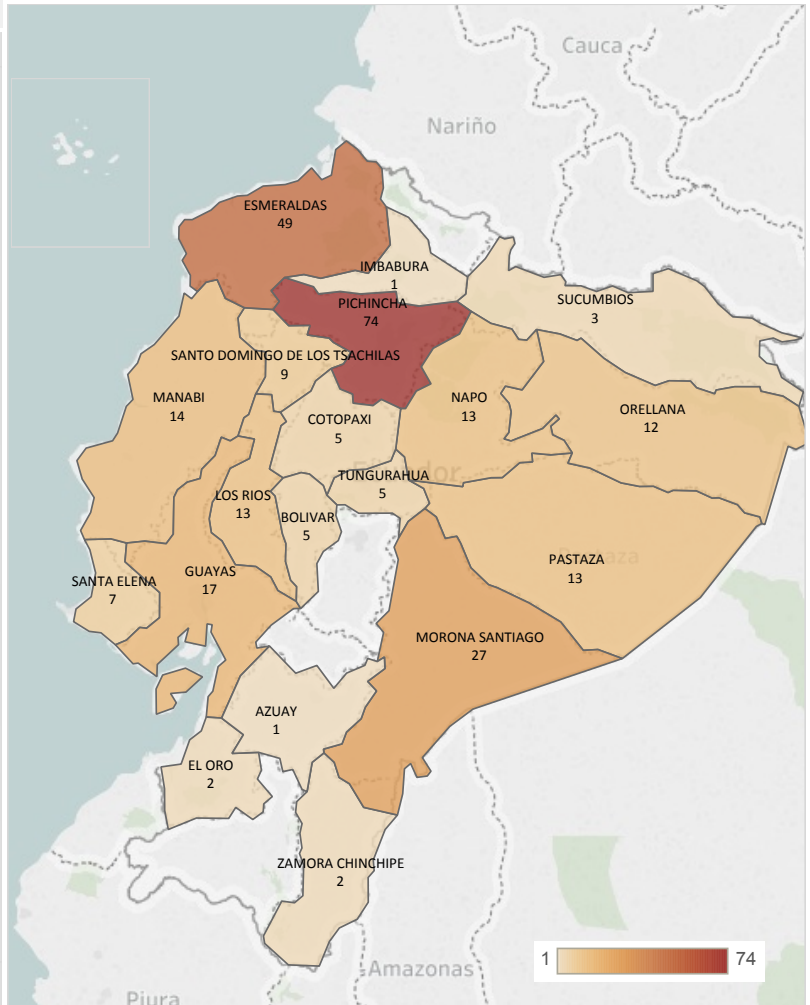 Cauca
Nariño
ESMERALDAS
49
IMBABURA
1
PICHINCHA
74
SUCUMBIOS
3
SANTO DOMINGO DE LOS TSACHILAS
9
MANABI
14
NAPO
13
ORELLANA
12
COTOPAXI
5
TUNGURAHUA
5
LOS RIOS
13
BOLIVAR
5
PASTAZA
13
SANTA ELENA
7
GUAYAS
17
MORONA SANTIAGO
27
AZUAY
1
EL ORO
2
ZAMORA CHINCHIPE
2
1 74
Amazonas
Piura